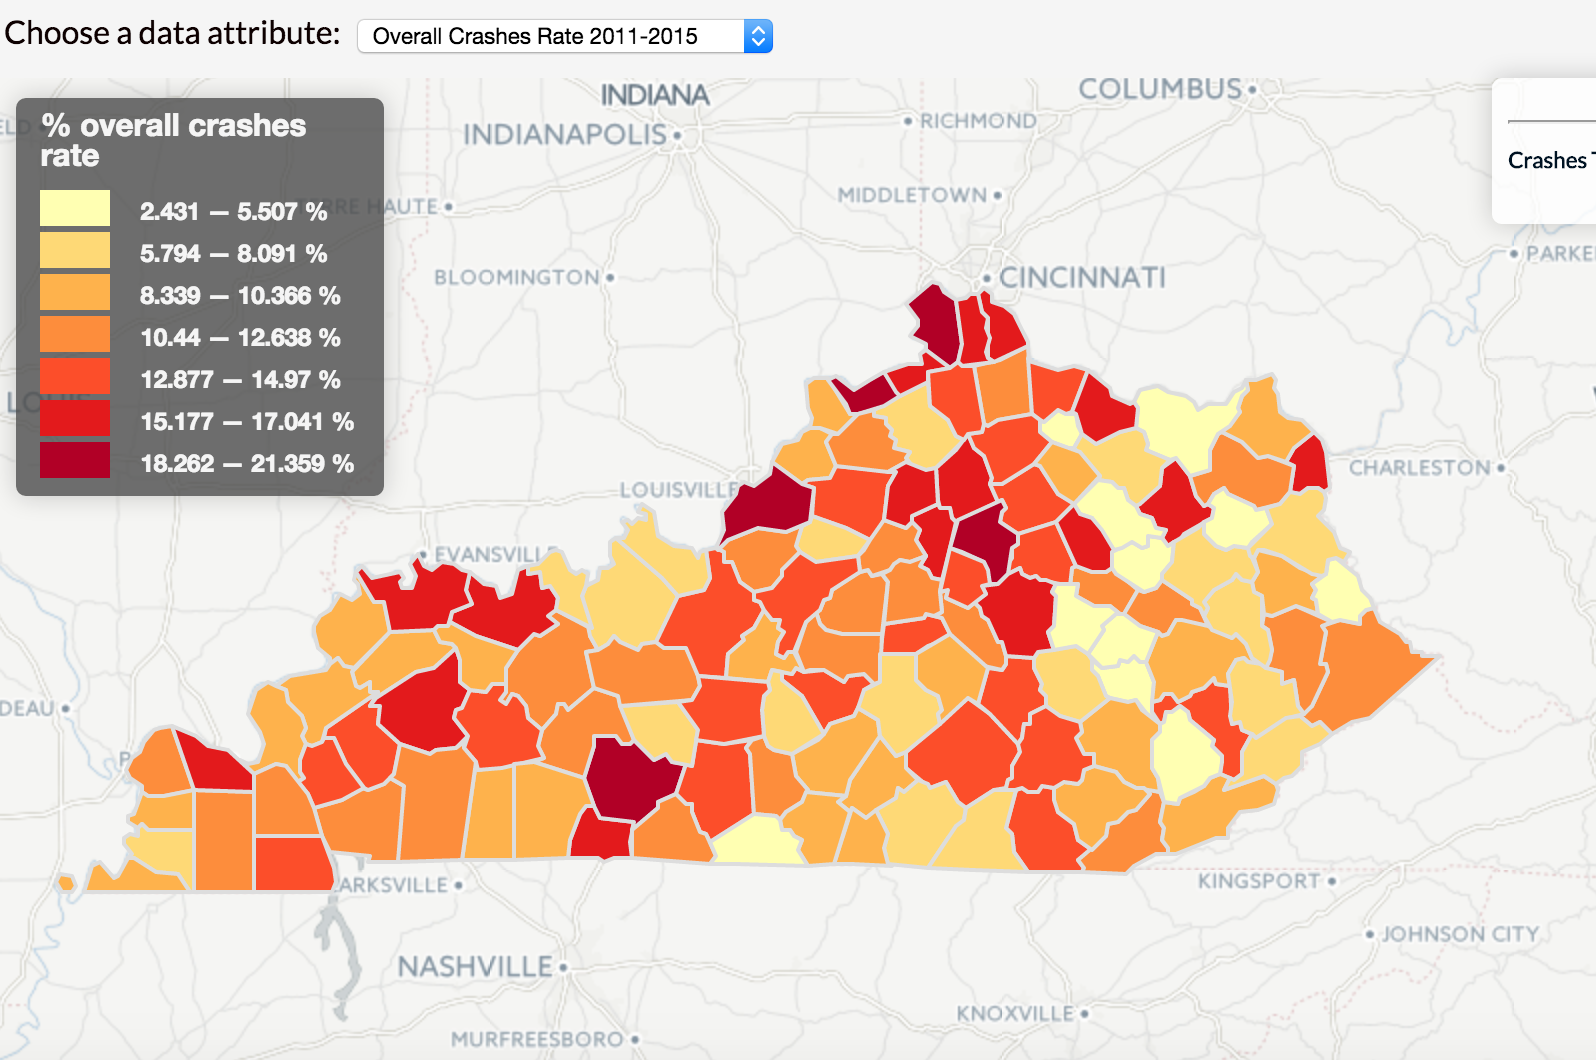 Choose a data attribute: Overall Crashes Rate 2011-2015
% overall crashes
rate
2.431 — 5.507 %
5.794 — 8.091 %
8.339 — 10.366 %
10.44 — 12.638 %
12.877 — 14.97 %
15.177 — 17.041 %
18.262 — 21.359 %
INDIANA
COLUMBUS
INDIANAPOLIS
RICHMOND
Crashes
MIDDLETOWN
HAUTE
PARKE
BLOOMINGTON
CINCINNATI
CHARLESTON
LOUISVILLE
EVANSVILLE
DEAU
P
ARKSVILLE
KINGSPORT
JOHNSON CITY
NASHVILLE
KNOXVILLE
MURFREESBORO